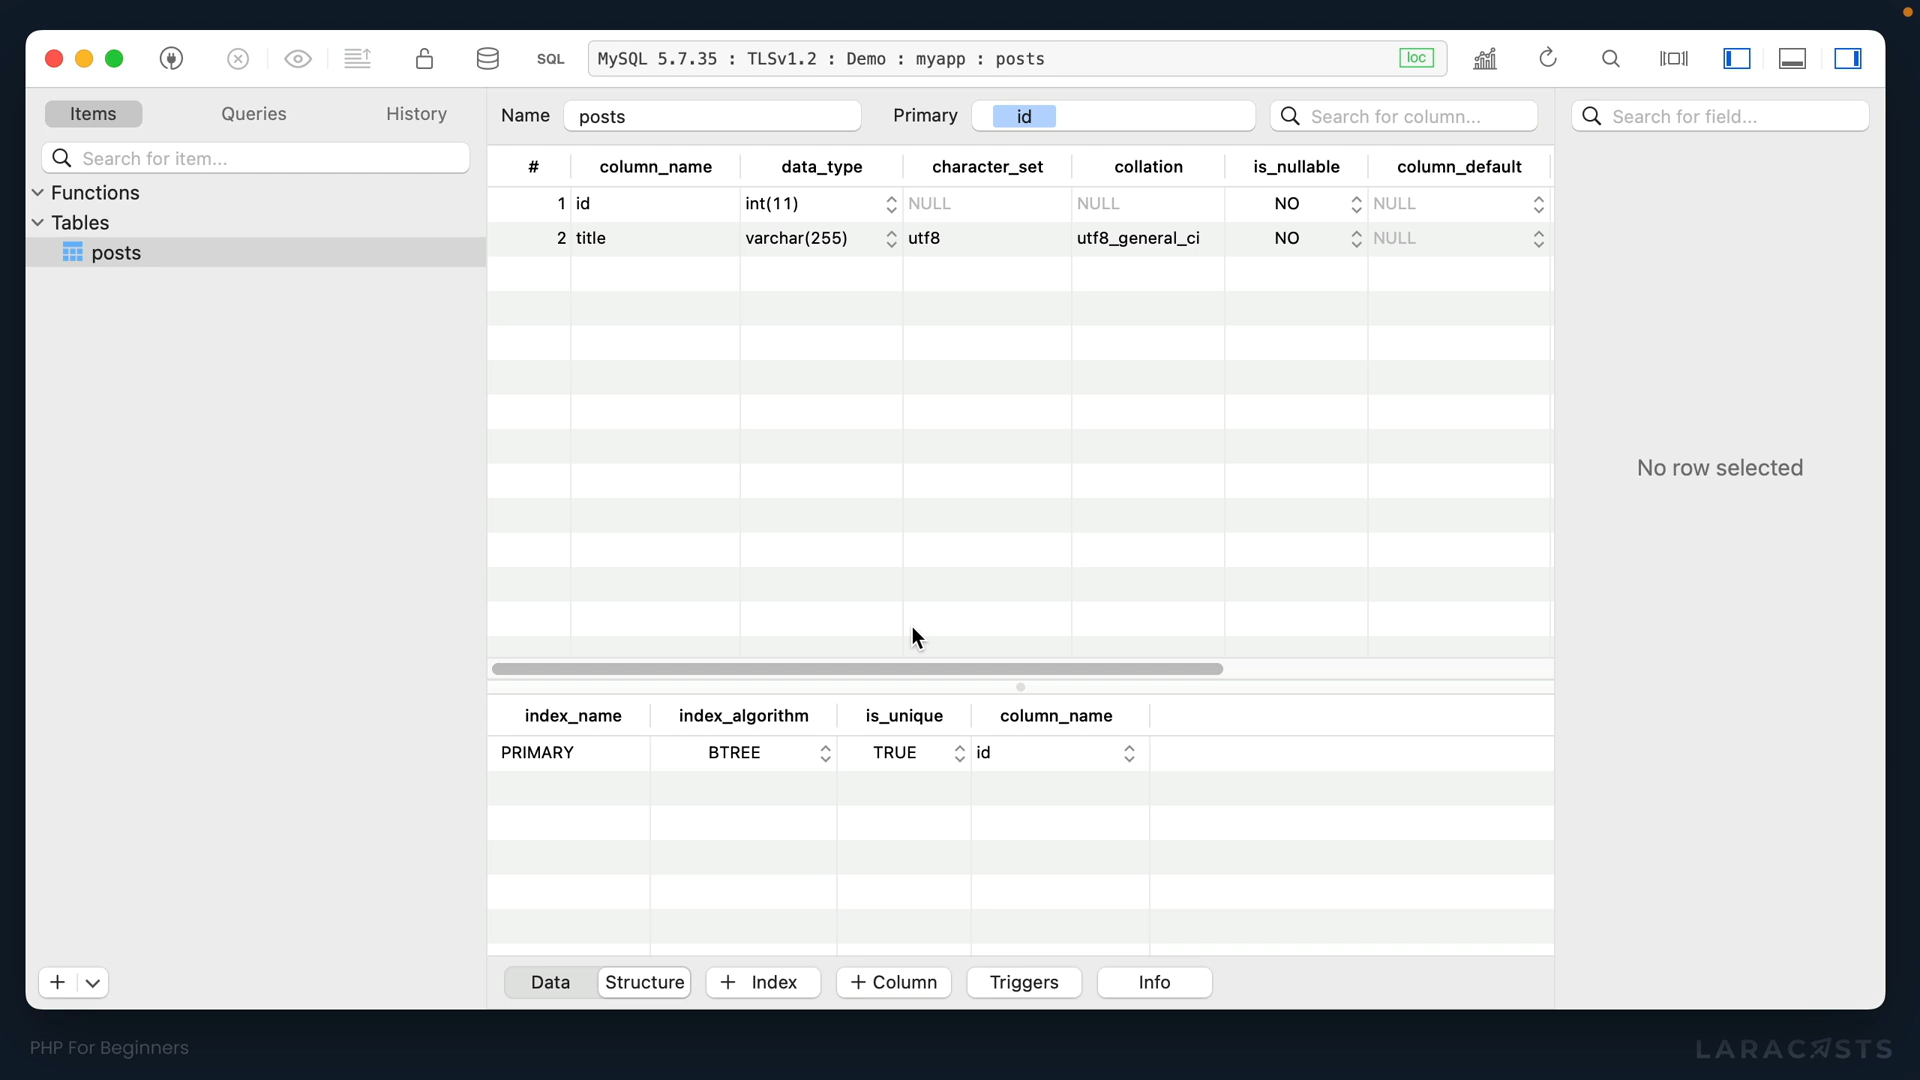 SQL
MySQL 5.7.35 : TLSv1.2 : Demo : myapp : posts
loc
Items Queries History
Search for item...
Functions
Tables
posts
Name posts Primary id Search for column... Search for field...
# column_name data_type character_set collation is_nullable column_default
1 id int(11) NULL NULL NO NULL
2 title varchar(255) utf8 utf8_general_ci NO NULL
No row selected
index_name index_algorithm is_unique column_name
PRIMARY BTREE TRUE id
Data Structure + Index + Column Triggers Info
PHP For Beginners
LARACASTS